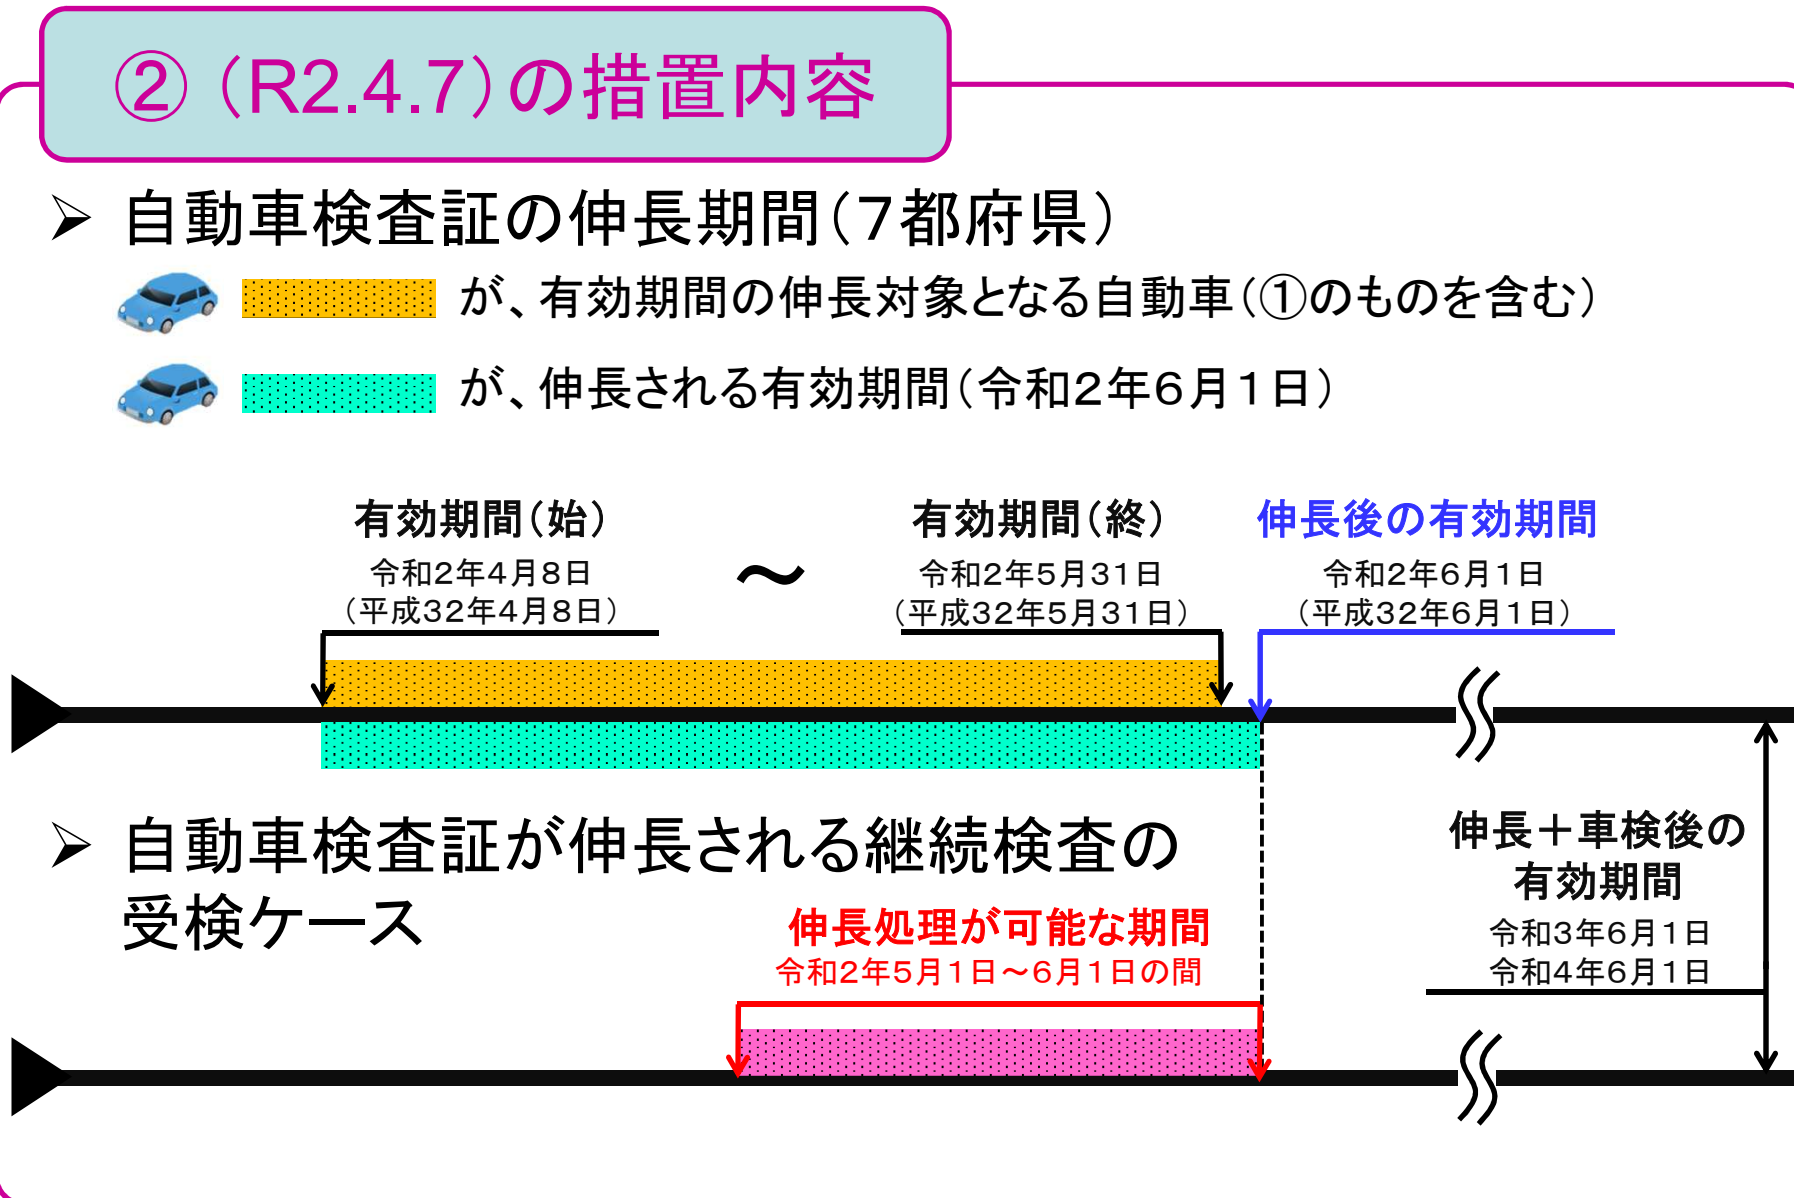 ②（R2.4.7）の措置内容
➢ 自動車検査証の伸長期間（７都府県）
が、有効期間の伸長対象となる自動車（①のものを含む）
が、伸長される有効期間（令和２年６月１日）
有効期間（始）
令和２年４月８日
（平成３２年４月８日）
～
有効期間（終）
令和２年５月３１日
（平成３２年５月３１日）
伸長後の有効期間
令和２年６月１日
（平成３２年６月１日）
➢ 自動車検査証が伸長される継続検査の
受検ケース
伸長処理が可能な期間
令和２年５月１日～６月１日の間
伸長＋車検後の
有効期間
令和３年６月１日
令和４年６月１日